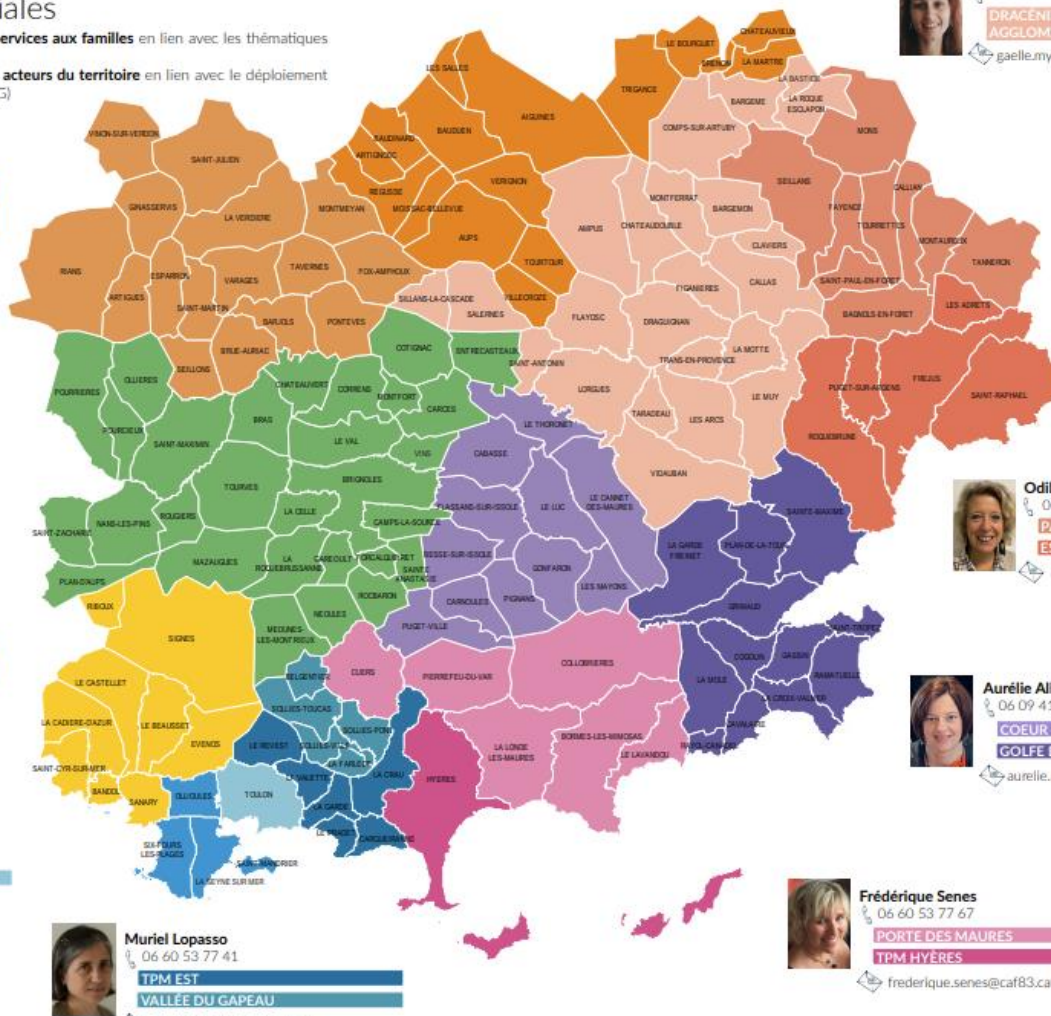 uales
ervices aux familles en lien avec les thématiques
acteurs du territoire en lien avec le déploiement
G)
DRACÉNI
AGGLOM
gaelle.my
CHATEAUVIEUX
LE BOURGUET
BRENON
LA MARTRE
LES SALLES
TRIGANCE
LA BASTIDE
BARGEME
LA ROQUE
ESCLAPON
AIGUINES
BAUDUEN
COMPS-SUR-ARTUBY
MONS
VINON-SUR-VERDON
BAUDINARD
ARTIGNOSC
SAINT-JULIEN
VERIGNON
SEILLANS
CALLIAN
REGUSSE
MONTFERRAT
GINASSERVIS
MONTMEYAN
MOISSAC-BELLEVUE
BARGEMON
FAYENCE
LA VERDIERE
AMPUS
CHATEAUDOUBLE
TOURRETTES
AUPS
CLAVIERS
MONTAUROUX
TOURTOUR
TANNERON
RIANS
ESPARRON
TAVERNES
FOX-AMPHOUX
VARAGES
CALLAS
SAINT-PAUL-EN-FORET
ARTIGUES
FIGANIERES
SILLANS-LA-CASCADE
VILLECROZE
SAINT-MARTIN
LES ADRETS
SALERNES
BAGNOLS-EN-FORET
BARJOLS
PONTEVES
FLAYOSC
DRAGUIGNAN
COTIGNAC
ENTRECASTEAUX
BRUE-AURIAC
LA MOTTE
SAINT-ANTONIN
TRANS-EN-PROVENCE
SEILLONS
OLLIERES
CHATEAUVERT
CORRENS
POURRIERES
MONTFORT
LORGUES
PUGET-SUR-ARGENS
FREJUS
SAINT-RAPHAEL
LE MUY
CARCES
TARADEAU
LES ARCS
BRAS
LE THORONET
POURCIEUX
SAINT-MAXIMIN
LE VAL
ROQUEBRUNE
VINS
CABASSE
VIDAUBAN
TOURVES
BRIGNOLES
LE CANNET
DES-MAURES
FLASSANS-SUR-ISSOLE
LE LUC
LA CELLE
SAINTE-MAXIME
ROUGIERS
NANS-LES-PINS
CAMPS-LA-SOURCE
SAINT-ZACHARIE
LA GARDE
FREINET
PLAN-DE-LA-TOUR
MAZAUGUES
LA
ROQUEBRUSSANNE
GAREOULT
FORCALQUEIRET
BESSE-SUR-ISSOLE
SAINTE
ANASTASIE
GONFARON
PLAN-D'AUPS
LES MAYONS
ROCBARON
CARNOULES
PIGNANS
RIBOUX
GRIMAUD
NEOULES
PUGET-VILLE
SAINT-TROPEZ
MEOUNES-
LES-MONTRIEUX
SIGNES
COGOLIN
GASSIN
COLLOBRIERES
CUERS
PIERREFEU-DU-VAR
BELGENTIER
RAMATUELLE
LE CASTELLET
LA MOLE
LA CROIX-VALMER
SOLLIES-TOUCAS
LA CADIERE-D'AZUR
LE BEAUSSET
CAVALAIRE
SOLLIES-PONT
BORMES-LES-MIMOSAS
EVENOS
LE REVEST
SOLLIES-VILLE
RAYOL-CANADEL
LA LONDE
LES-MAURES
LE LAVANDOU
LA FARLEDE
SAINT-CYR-SUR-MER
LA VALETTE
LA CRAU
HYERES
BANDOL
OLLIOULES
TOULON
SANARY
LA GARDE
LE PRADET
CARQUEIRANNE
SIX-FOURS
LES-PLAGES
SAINT-MANDRIER
LA SEYNE SUR MER
Odil
0
PA
ES
Aurélie All
06 09 41
COEUR
GOLFE
aurelie.
Frédérique Senes
06 60 53 77 67
PORTE DES MAURES
TPM HYÈRES
frederique.senes@caf83.ca
Muriel Lopasso
06 60 53 77 41
TPM EST
VALLÉE DU GAPEAU